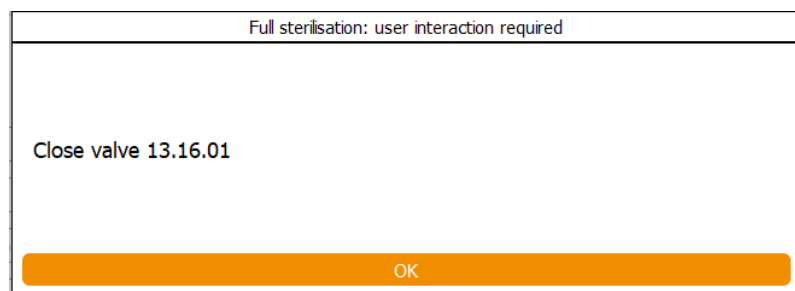 Full sterilisation: user interaction required
Close valve 13.16.01
OK